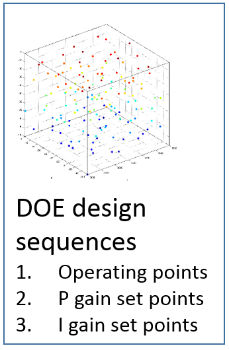 DOE design
sequences
1. Operating points
2. P gain set points
3. I gain set points